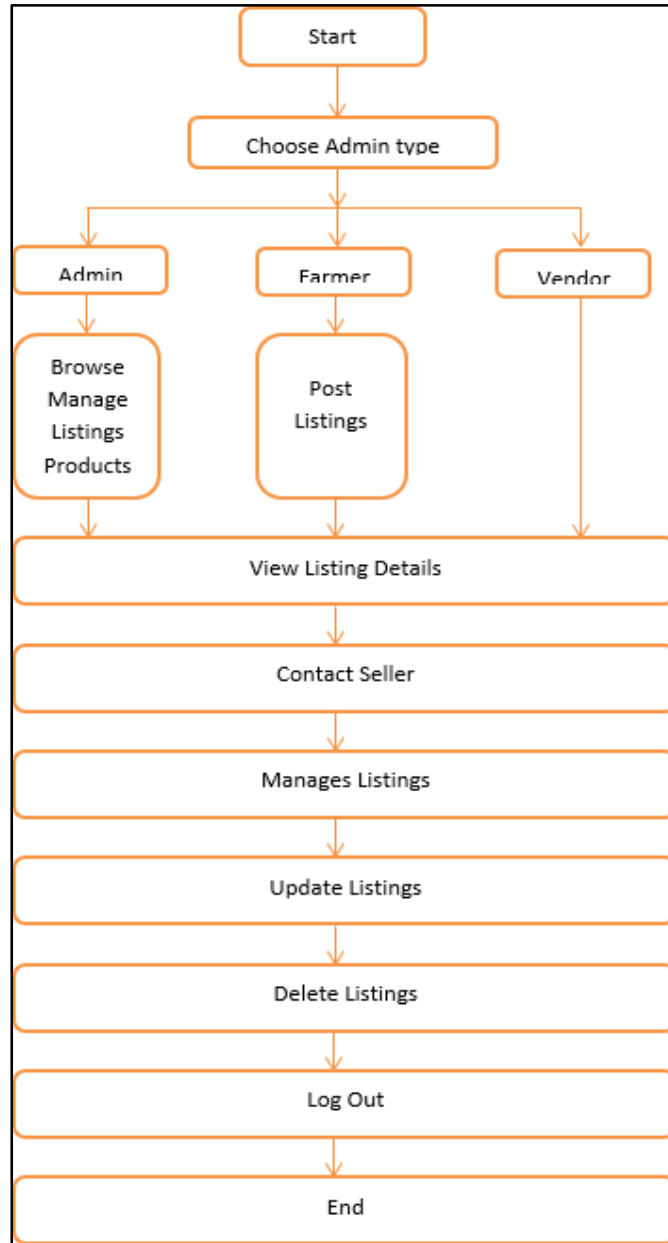 Start
Choose Admin type
Admin
Farmer
Vendor
Browse
Manage
Listings
Products
Post
Listings
View Listing Details
Contact Seller
Manages Listings
Update Listings
Delete Listings
Log Out
End